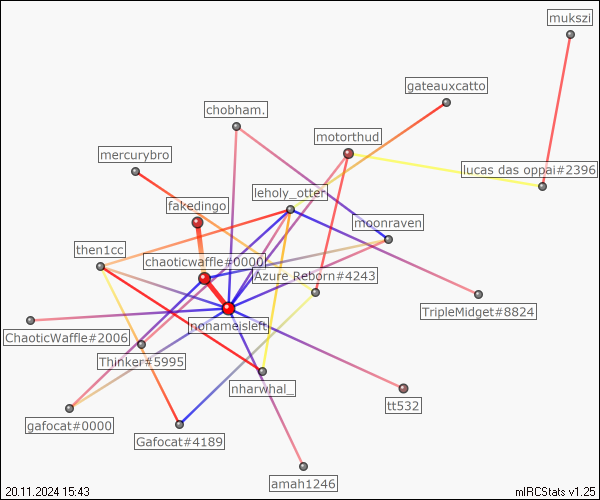 mukszi
gateauxcatto
chobham.
motorthud
mercurybro
lucas das oppai#2396
leholy_otter
fakedingo
moonraven
then1cc
chaoticwaffle#0000
Azure Reborn#4243
TripleMidget#8824
nonameisleft
ChaoticWaffle#2006
Thinker#5995
nharwhal_
tt532
gafocat#0000
Gafocat#4189
amah1246
20.11.2024 15:43
mIRCStats v1.25